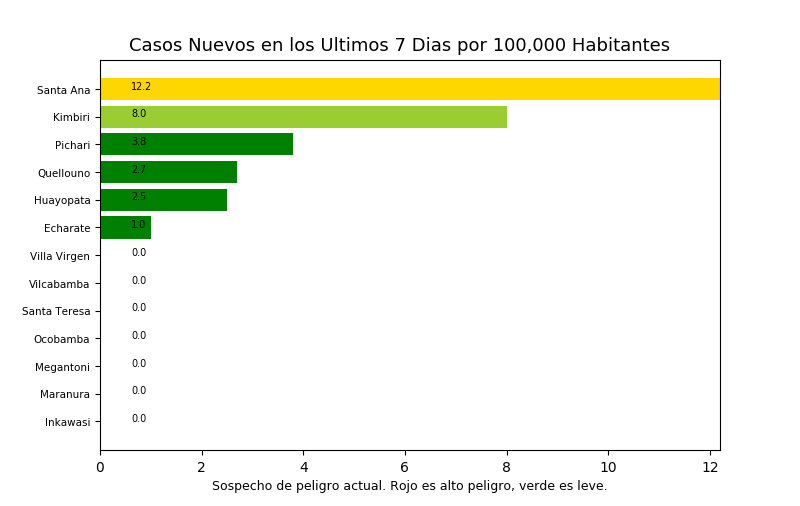 Casos Nuevos en los Ultimos 7 Dias por 100,000 Habitantes
Santa Ana 12.2
Kimbiri 8.0
Pichari 3.8
Quellouno 2.7
Huayopata 2.5
Echarate 1.0
Villa Virgen 0.0
Vilcabamba 0.0
Santa Teresa 0.0
Ocobamba 0.0
Megantoni 0.0
Maranura 0.0
Inkawasi 0.0
0 2 4 6 8 10 12
Sospecho de peligro actual. Rojo es alto peligro, verde es leve.